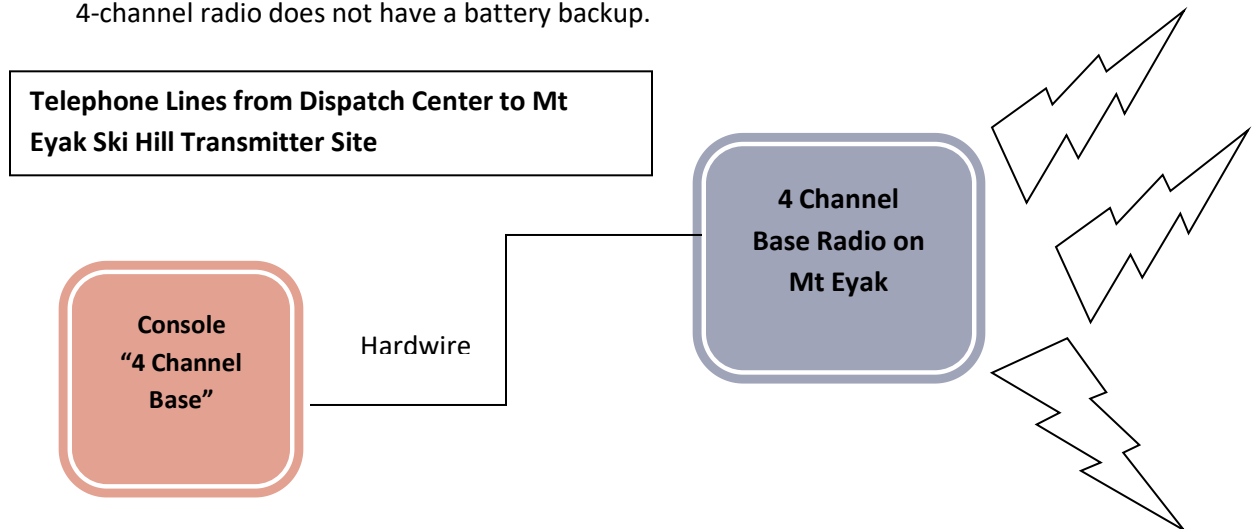 4-channel radio does not have a battery backup.
Telephone Lines from Dispatch Center to Mt
Eyak Ski Hill Transmitter Site
4 Channel
Base Radio on
Mt Eyak
Console
“4 Channel
Base”
Hardwire